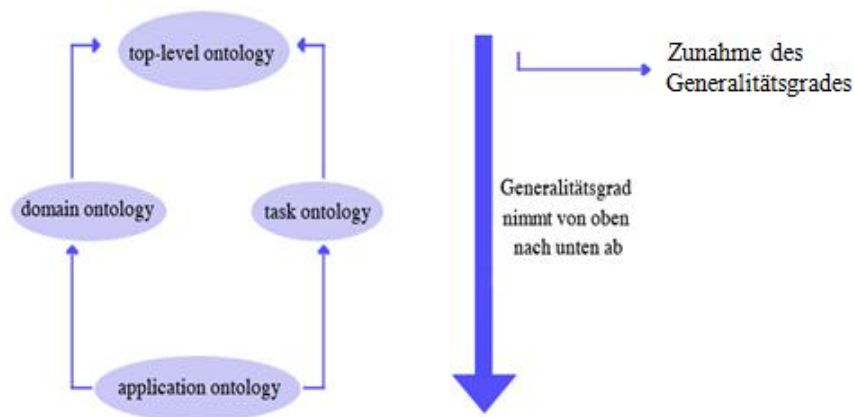 top-level ontology
domain ontology
task ontology
application ontology
Zunahme des
Generalitätsgrades
Generalitätsgrad
nimmt von oben
nach unten ab